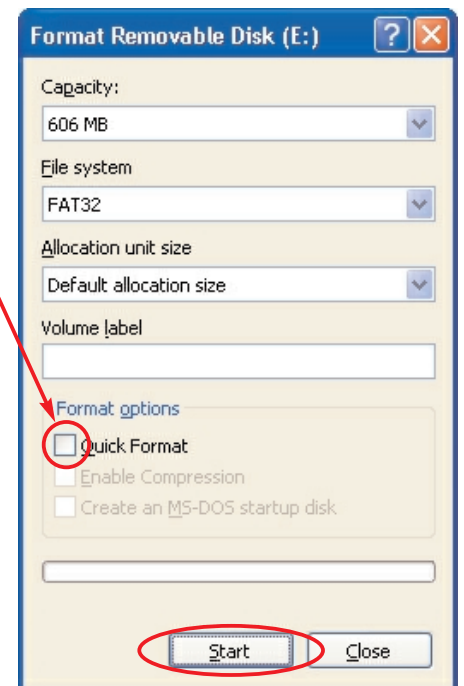 Format Removable Disk (E:)
Capacity:
606 MB
File system
FAT32
Allocation unit size
Default allocation size
Volume label
Format options
Quick Format
Enable Compression
Create an MS-DOS startup disk
Start Close